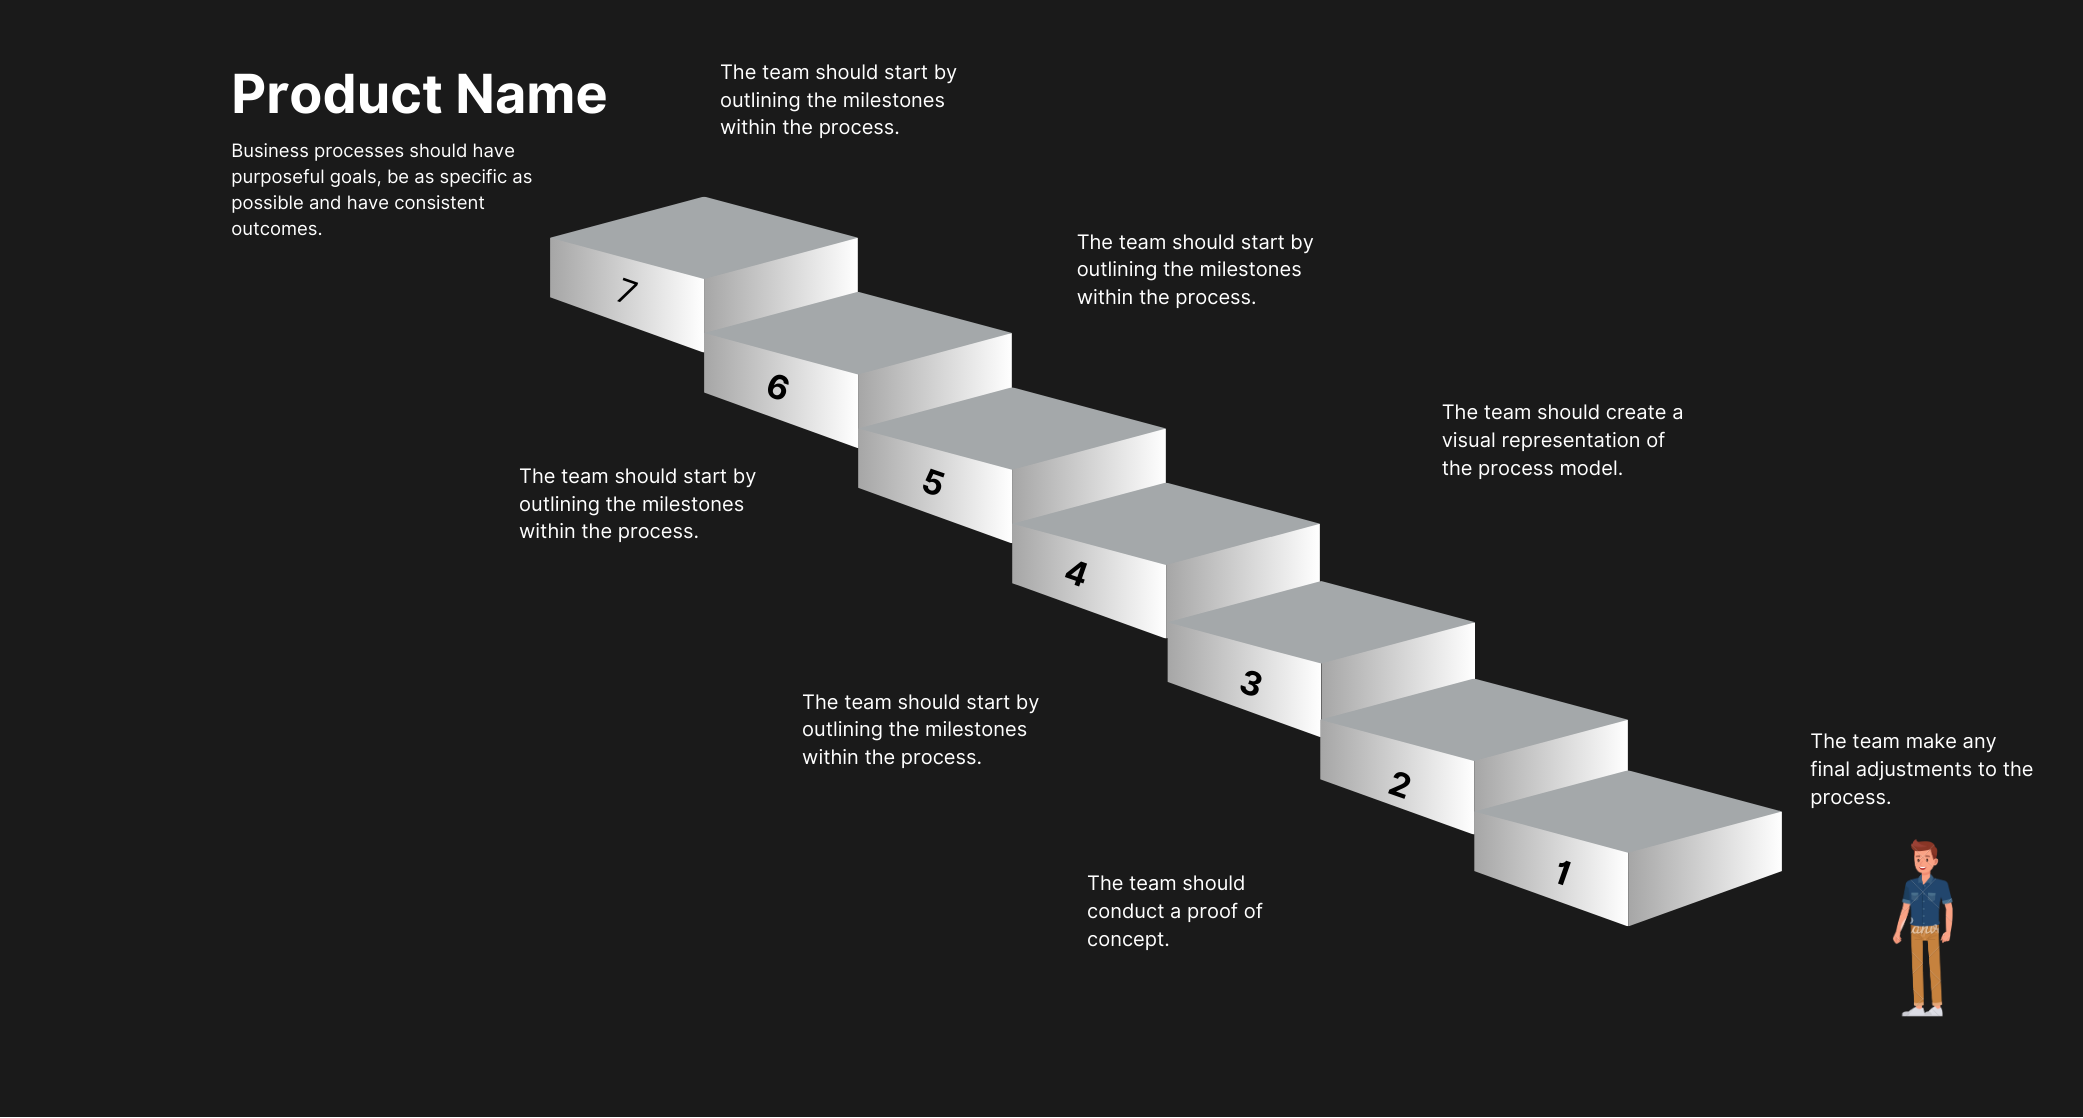 Product Name
Business processes should have
purposeful goals, be as specific as
possible and have consistent
outcomes.
The team should start by
outlining the milestones
within the process.
7
The team should start by
outlining the milestones
within the process.
6
The team should create a
visual representation of
the process model.
5
The team should start by
outlining the milestones
within the process.
4
3
The team should start by
outlining the milestones
within the process.
2
The team make any
final adjustments to the
process.
1
The team should
conduct a proof of
concept.